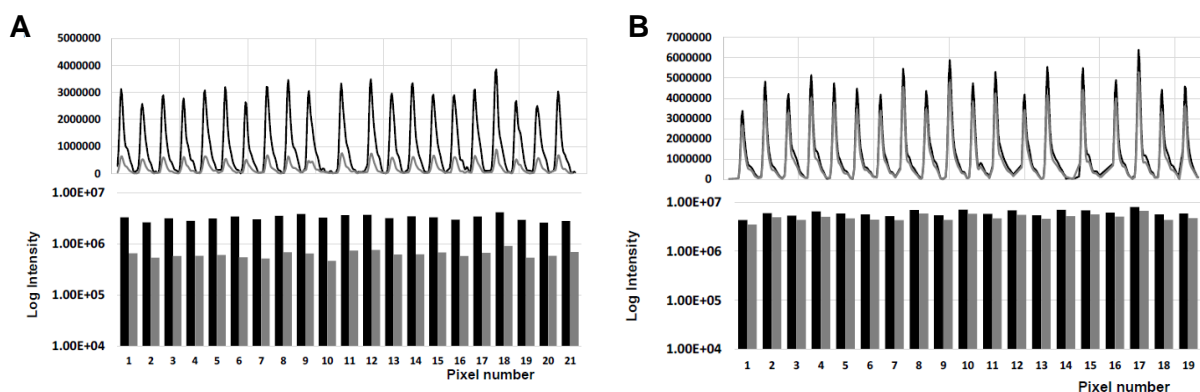 A
5000000
4000000
3000000
2000000
1000000
0
1.00E+07
1.00E+06
1.00E+05
1.00E+04
Log Intensity
1 2 3 4 5 6 7 8 9 10 11 12 13 14 15 16 17 18 19 20 21
Pixel number
B
7000000
6000000
5000000
4000000
3000000
2000000
1000000
0
1.00E+07
1.00E+06
1.00E+05
1.00E+04
Log Intensity
1 2 3 4 5 6 7 8 9 10 11 12 13 14 15 16 17 18 19
Pixel number